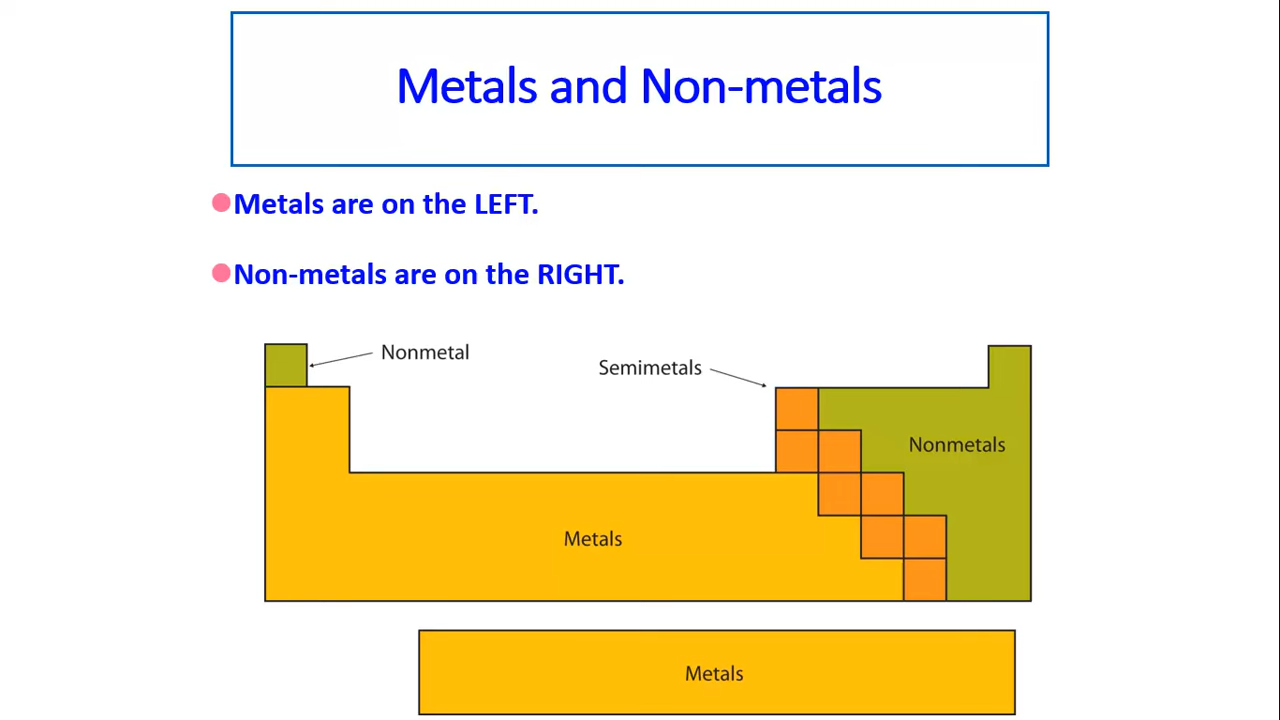 Metals and Non-metals
Metals are on the LEFT.
Non-metals are on the RIGHT.
Nonmetal
Semimetals
Nonmetals
Metals
Metals